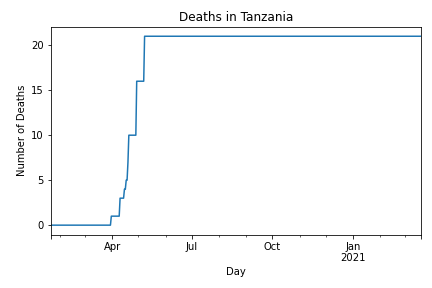 Deaths in Tanzania
Number of Deaths
20
15
10
5
0
Apr
Jul
Oct
Jan
2021
Day